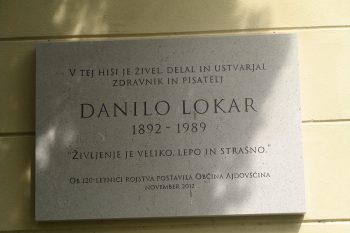 V TEJ HIŠI JE ŽIVEL, DELAL IN USTVARJAL
ZDRAVNIK IN PISATELJ
DANILO LOKAR
1892 - 1989
"ŽIVLJENJE JE VELIKO, LEPO IN STRAŠNO."
OB 120-LETNICI ROJSTVA POSTAVILA OBČINA AJDOVŠČINA
NOVEMBER 2012